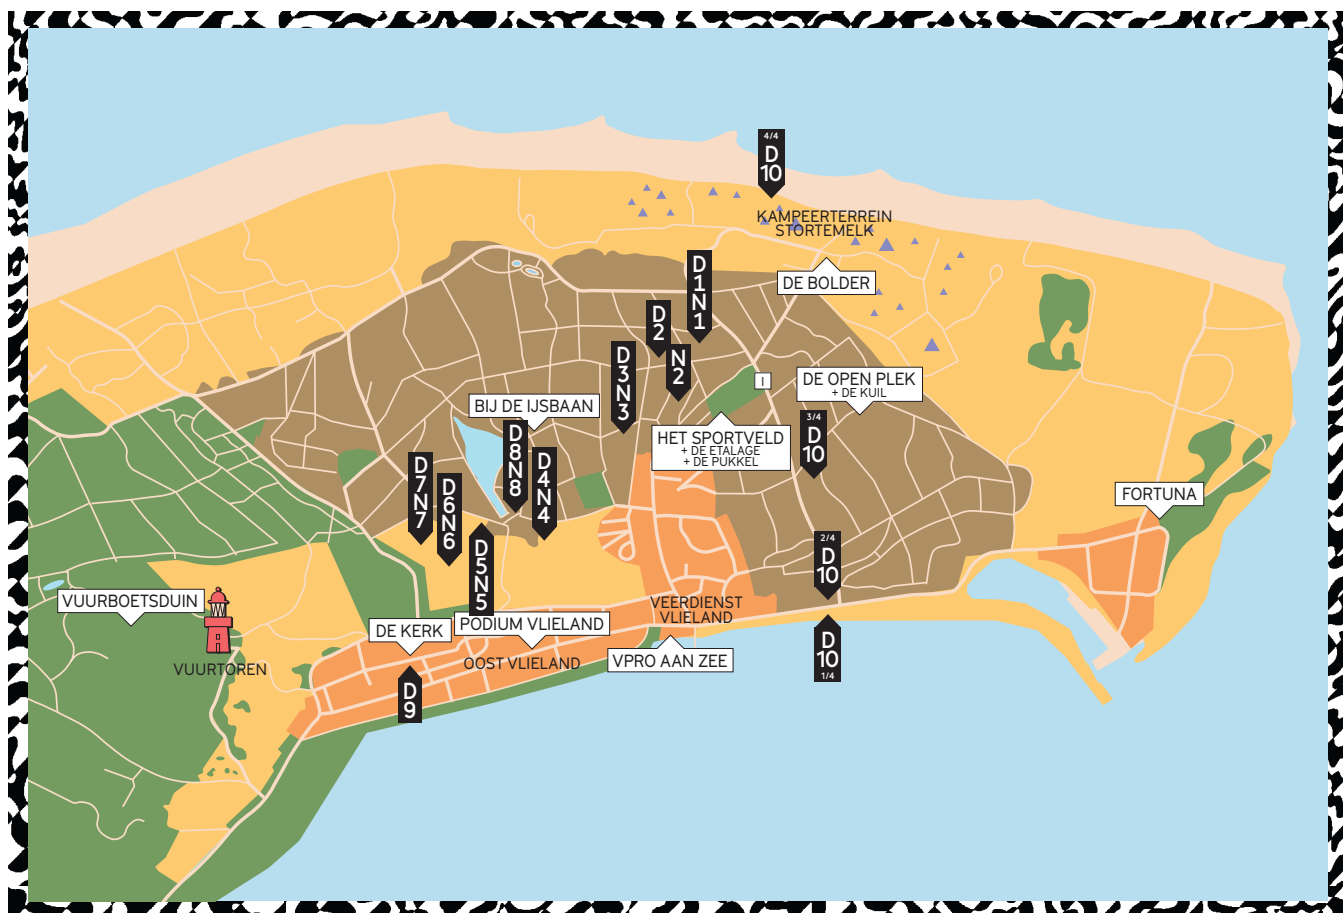 4/4
D
10
KAMPEERTERREIN
STORTEMELK
DE BOLDER
D
1
N
1
D
2
N
2
D
3
N
3
I
DE OPEN PLEK
+ DE KUIL
BIJ DE IJSBAAN
HET SPORTVELD
+ DE ETALAGE
+ DE PUKKEL
3/4
D
10
D
8
N
8
D
4
N
4
D
7
N
7
D
6
N
6
D
5
N
5
FORTUNA
2/4
D
10
VUURBOETSDUIN
VUURTOREN
DE KERK
PODIUM VLIELAND
OOST VLIELAND
VEERDIENST
VLIELAND
VPRO AAN ZEE
D
10
1/4
D
9